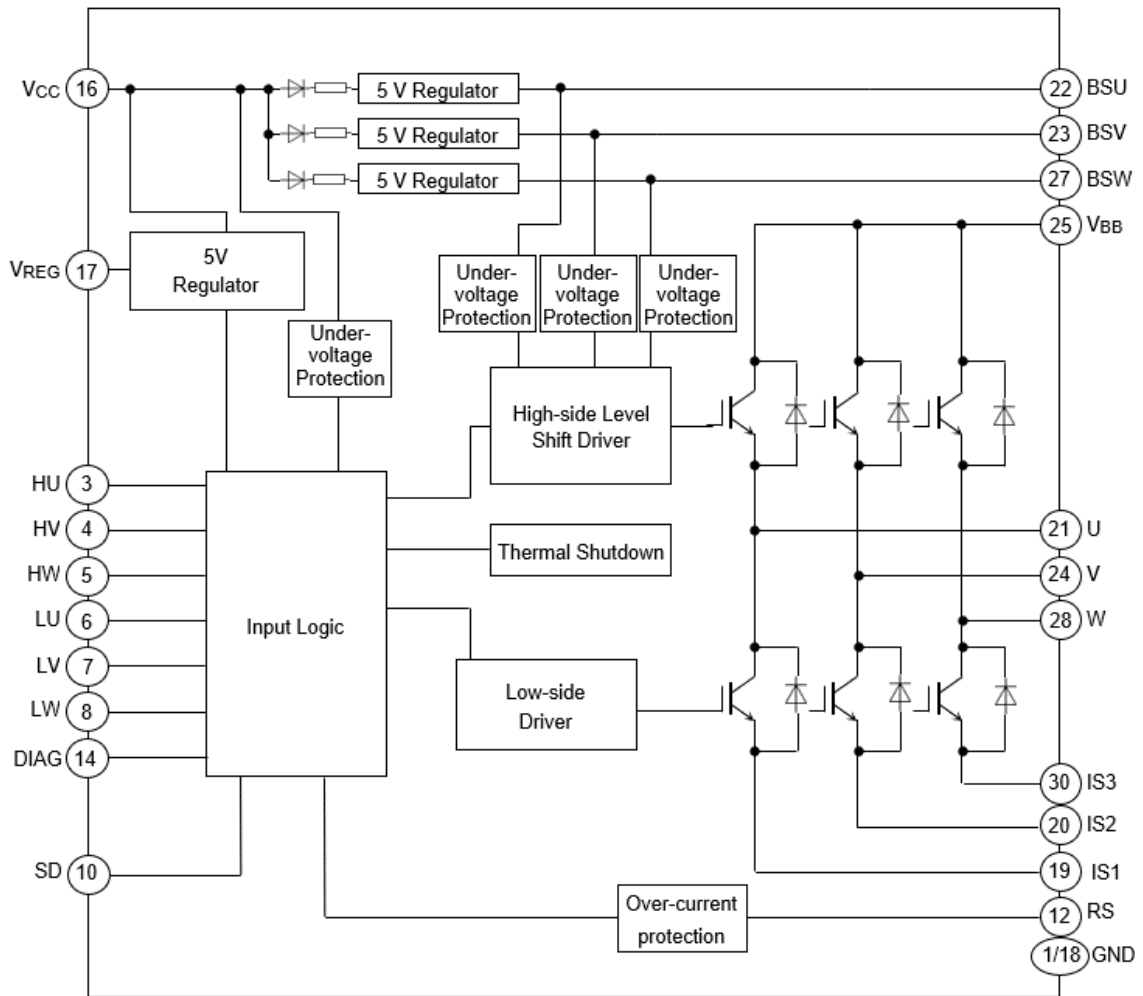 VCC 16
5 V Regulator
22 BSU
5 V Regulator
23 BSV
5 V Regulator
27 BSW
25 VBB
VREG 17
5V
Regulator
Under-
voltage
Protection
Under-
voltage
Protection
Under-
voltage
Protection
Under-
voltage
Protection
High-side Level
Shift Driver
HU 3
HV 4
HW 5
LU 6
LV 7
LW 8
DIAG 14
SD 10
Input Logic
Thermal Shutdown
Low-side
Driver
21 U
24 V
28 W
30 IS3
20 IS2
19 IS1
Over-current
protection
12 RS
1/18 GND